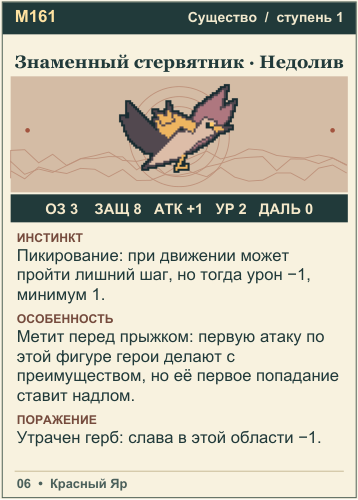 М161
Существо / ступень 1
Знаменный стервятник · Недолив
ОЗ 3 ЗАЩ 8 АТК +1 УР 2 ДАЛЬ 0
ИНСТИНКТ
Пикирование: при движении может
пройти лишний шаг, но тогда урон −1,
минимум 1.
ОСОБЕННОСТЬ
Метит перед прыжком: первую атаку по
этой фигуре герои делают с
преимуществом, но её первое попадание
ставит надлом.
ПОРАЖЕНИЕ
Утрачен герб: слава в этой области −1.
06 • Красный Яр